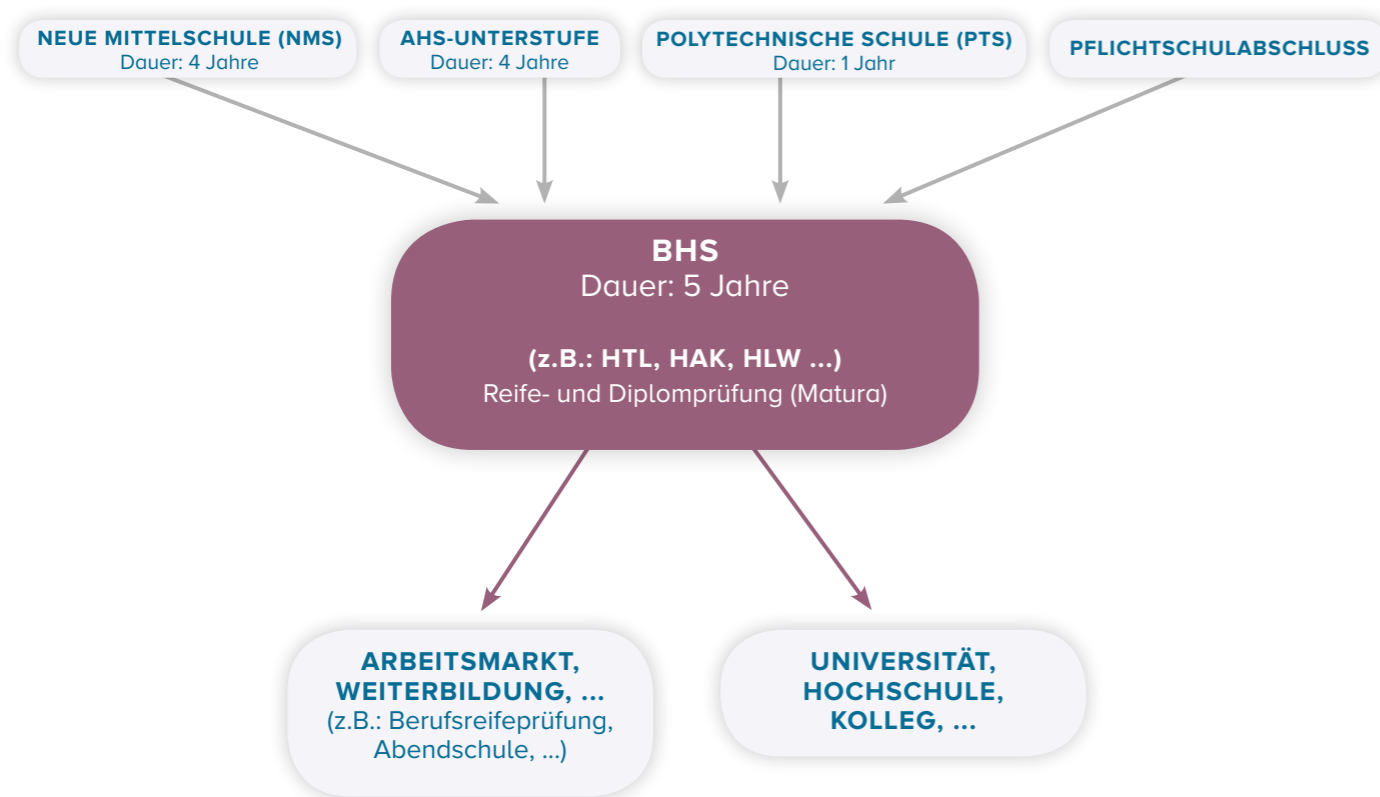 NEUE MITTELSCHULE (NMS)
Dauer: 4 Jahre
AHS-UNTERSTUFE
Dauer: 4 Jahre
POLYTECHNISCHE SCHULE (PTS)
Dauer: 1 Jahr
PFLICHTSCHULABSCHLUSS
BHS
Dauer: 5 Jahre
(z.B.: HTL, HAK, HLW ...)
Reife- und Diplomprüfung (Matura)
ARBEITSMARKT,
WEITERBILDUNG, ...
(z.B.: Berufsreifeprüfung,
Abendschule, ...)
UNIVERSITÄT,
HOCHSCHULE,
KOLLEG, ...